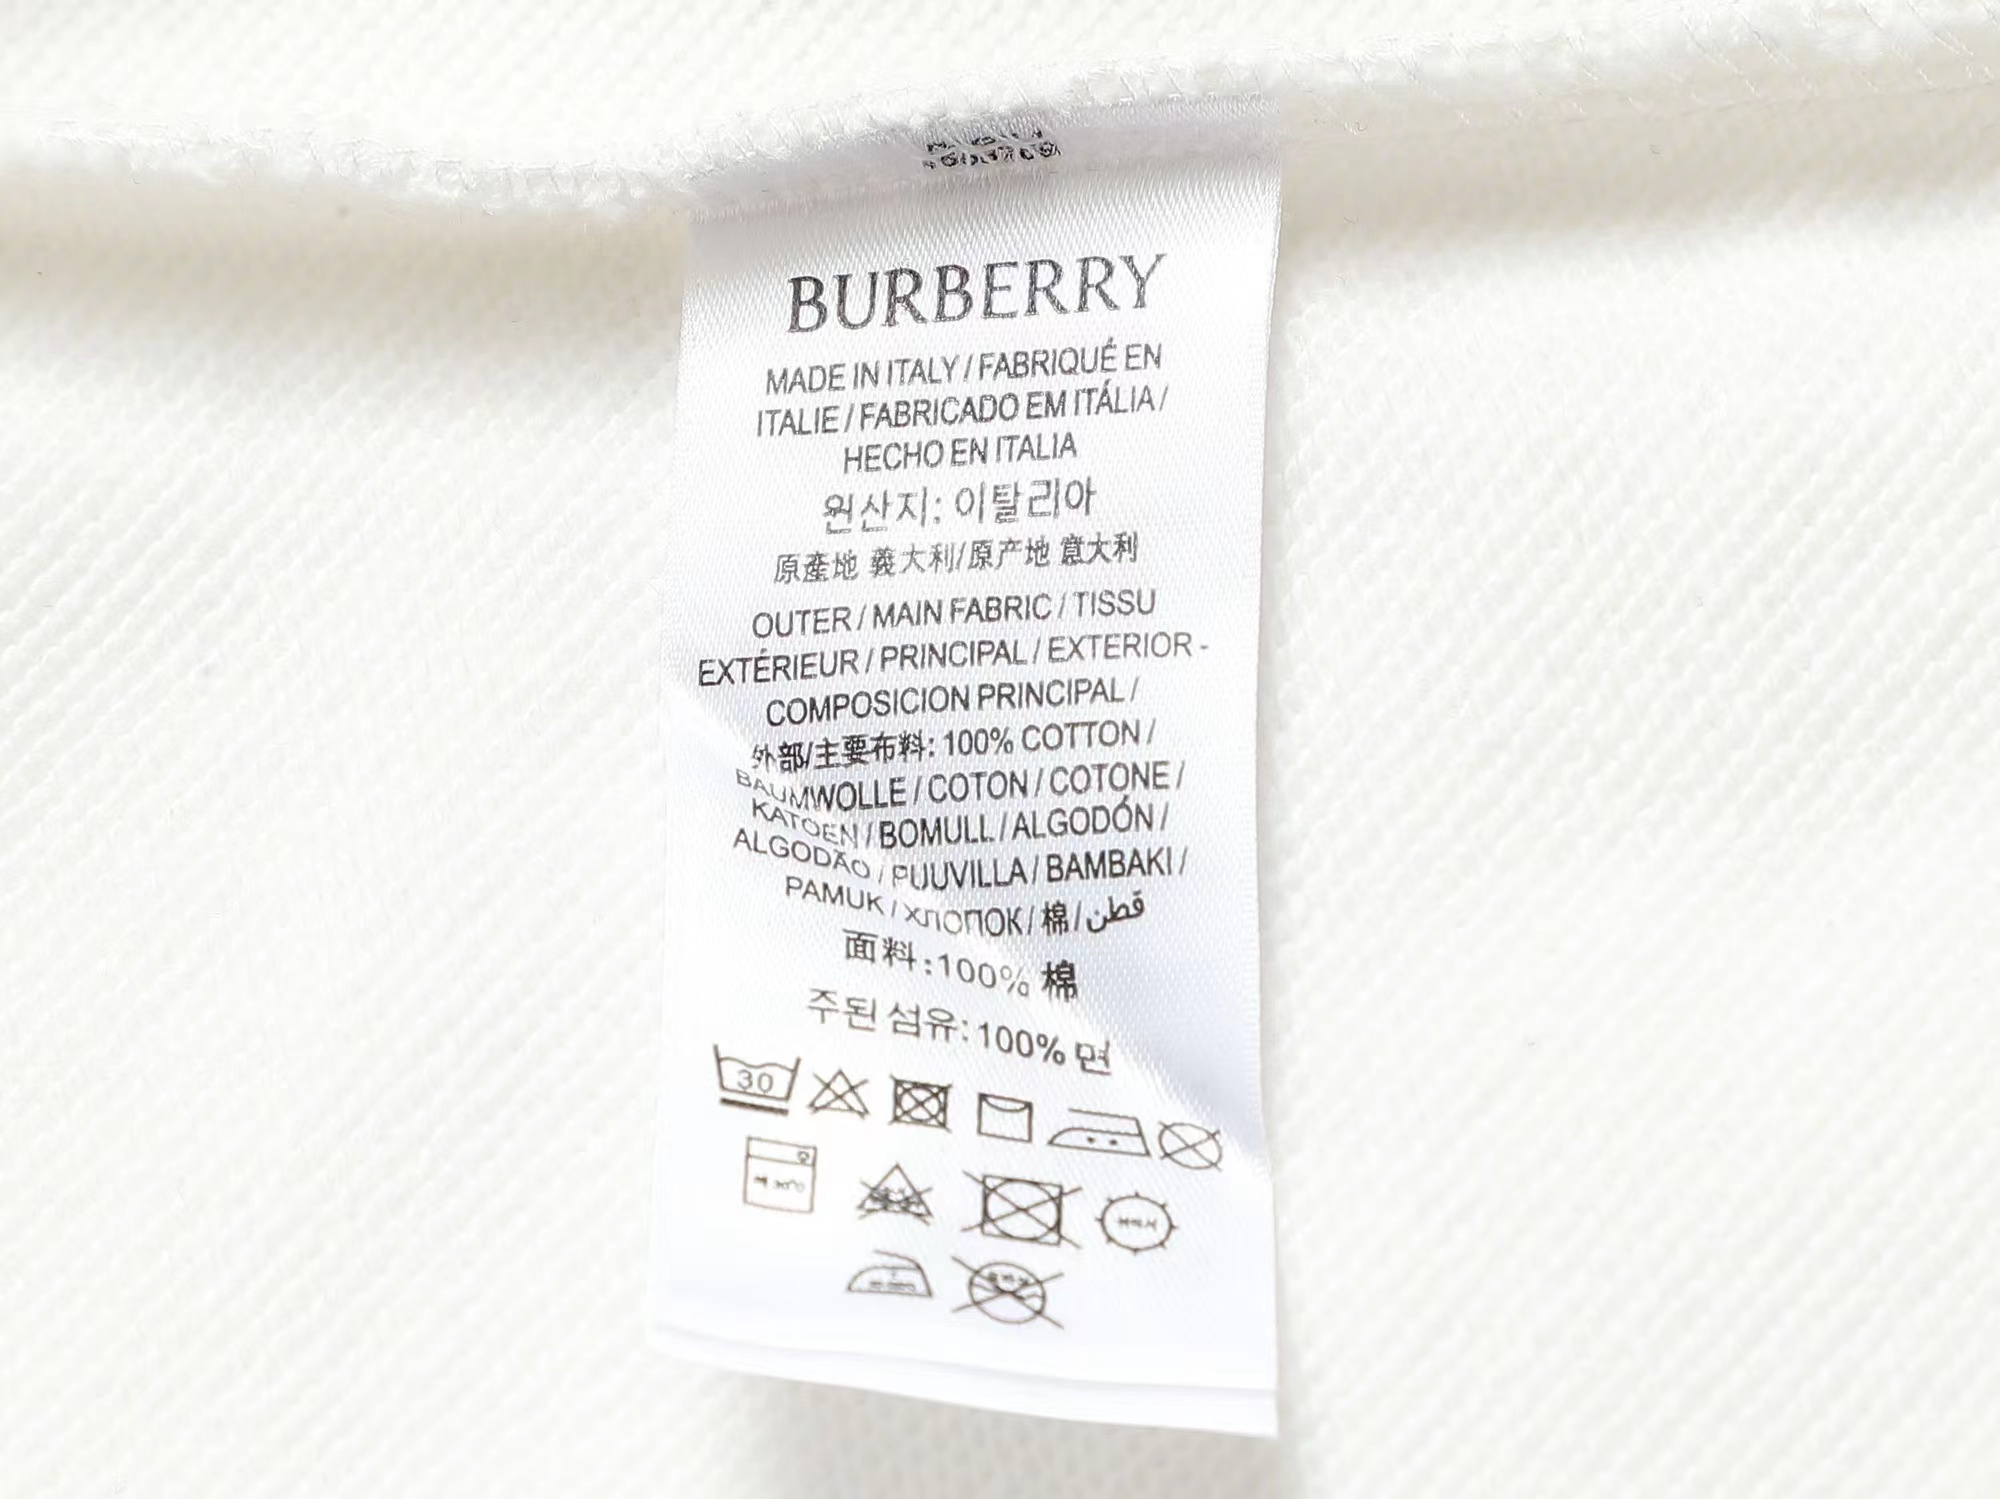 BURBERRY
MADE IN ITALY / FABRIQUÉ EN
ITALIE / FABRICADO EM ITÁLIA /
HECHO EN ITALIA
원산지: 이탈리아
原產地 義大利/原产地 意大利
OUTER / MAIN FABRIC / TISSU
EXTÉRIEUR / PRINCIPAL / EXTERIOR -
COMPOSICION PRINCIPAL /
外部/主要布料: 100% COTTON /
BAUMWOLLE / COTON / COTONE /
KATOEN / BOMULL / ALGODÓN /
ALGODÃO / PUUVILLA / BAMBAKI /
PAMUK / ХЛОПОК / 棉 / قطن
面料:100% 棉
주된 섬유: 100% 면
30